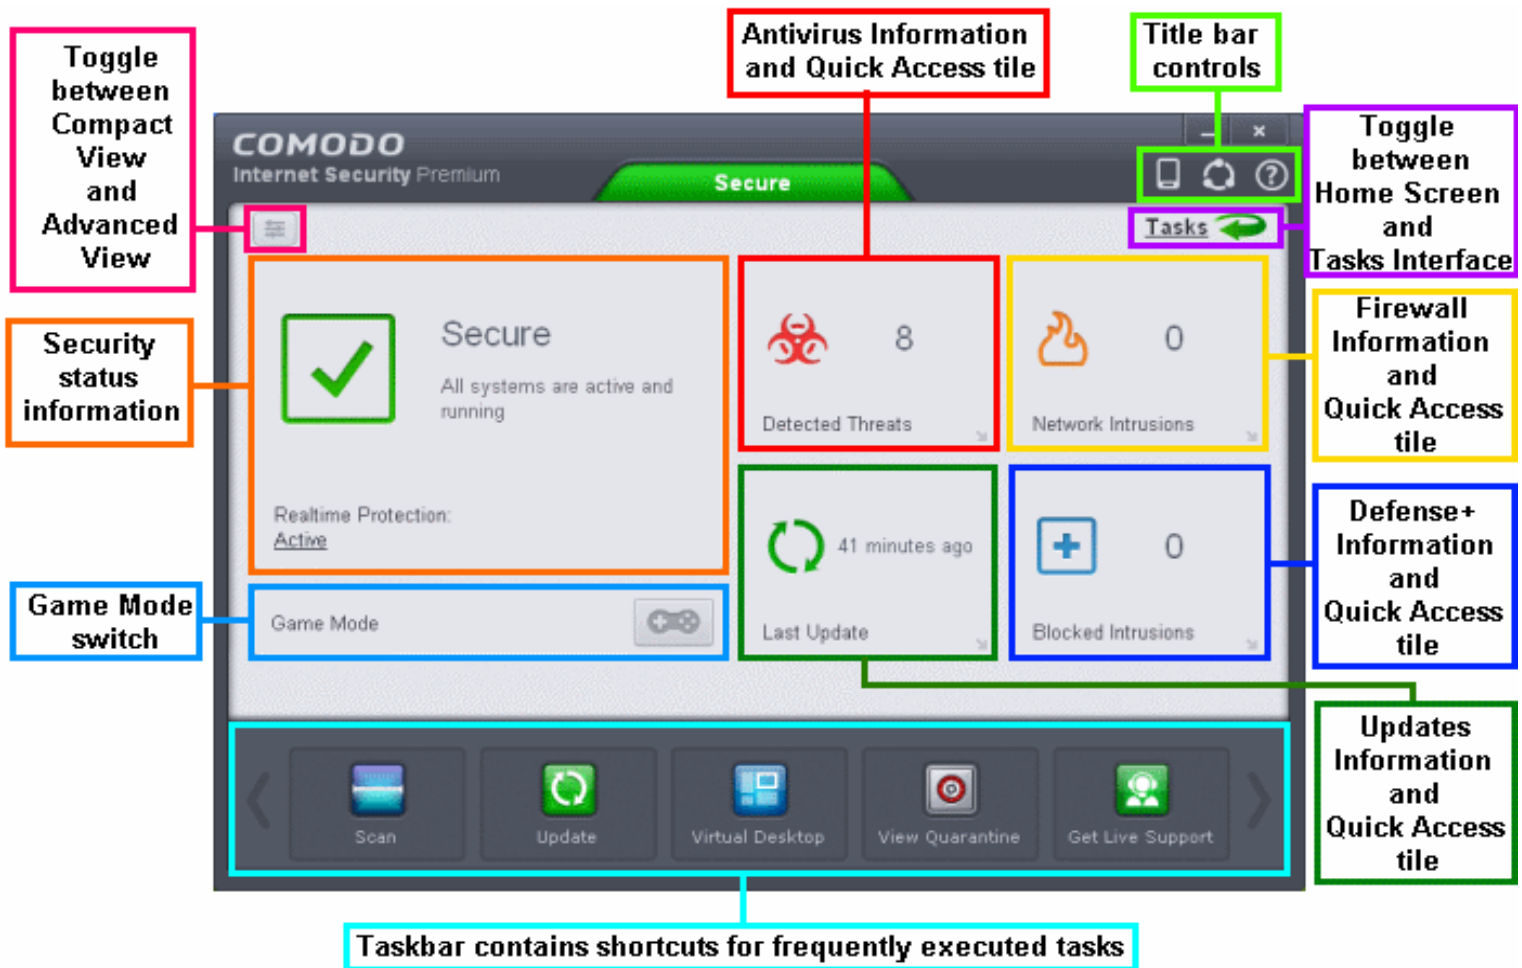 Antivirus Information
and Quick Access tile
Title bar
controls
Toggle
between
Compact
View
and
Advanced
View
Toggle
between
Home Screen
and
Tasks Interface
COMODO
Internet Security Premium
Secure
Tasks
Security
status
information
Secure
All systems are active and
running
Realtime Protection:
Active
8
Detected Threats
0
Network Intrusions
Firewall
Information
and
Quick Access
tile
41 minutes ago
Last Update
0
Blocked Intrusions
Defense+
Information
and
Quick Access
tile
Game Mode
switch
Game Mode
Updates
Information
and
Quick Access
tile
Scan
Update
Virtual Desktop
View Quarantine
Get Live Support
Taskbar contains shortcuts for frequently executed tasks